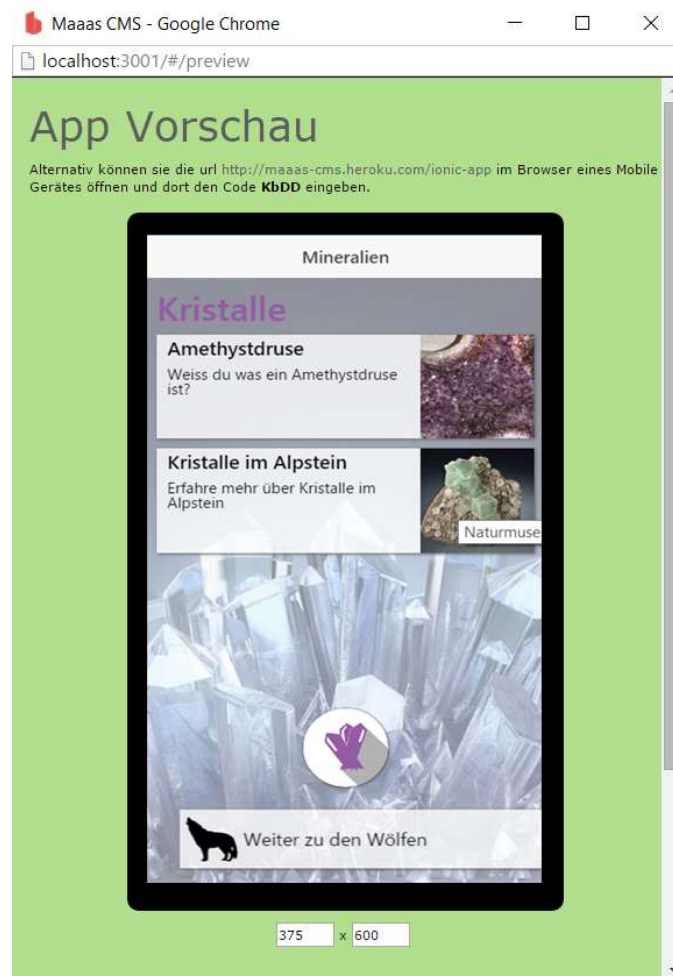 Maaas CMS - Google Chrome
localhost:3001/#/preview
App Vorschau
Alternativ können sie die url http://maaas-cms.heroku.com/ionic-app im Browser eines Mobile
Gerätes öffnen und dort den Code KbDD eingeben.
Mineralien
Kristalle
Amethystdruse
Weiss du was ein Amethystdruse
ist?
Kristalle im Alpstein
Erfahre mehr über Kristalle im
Alpstein
Naturmuse
Weiter zu den Wölfen
375 x 600